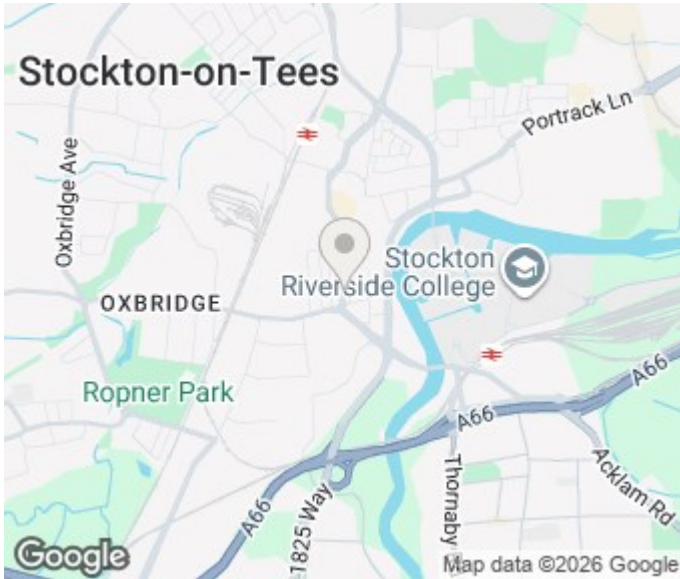 Stockton-on-Tees
Portrack Ln
Oxbridge Ave
Stockton
Riverside College
OXBRIDGE
Ropner Park
A66
A66
A66
Thornaby
Acklam Rd
1825 Way
Google
Map data ©2026 Google